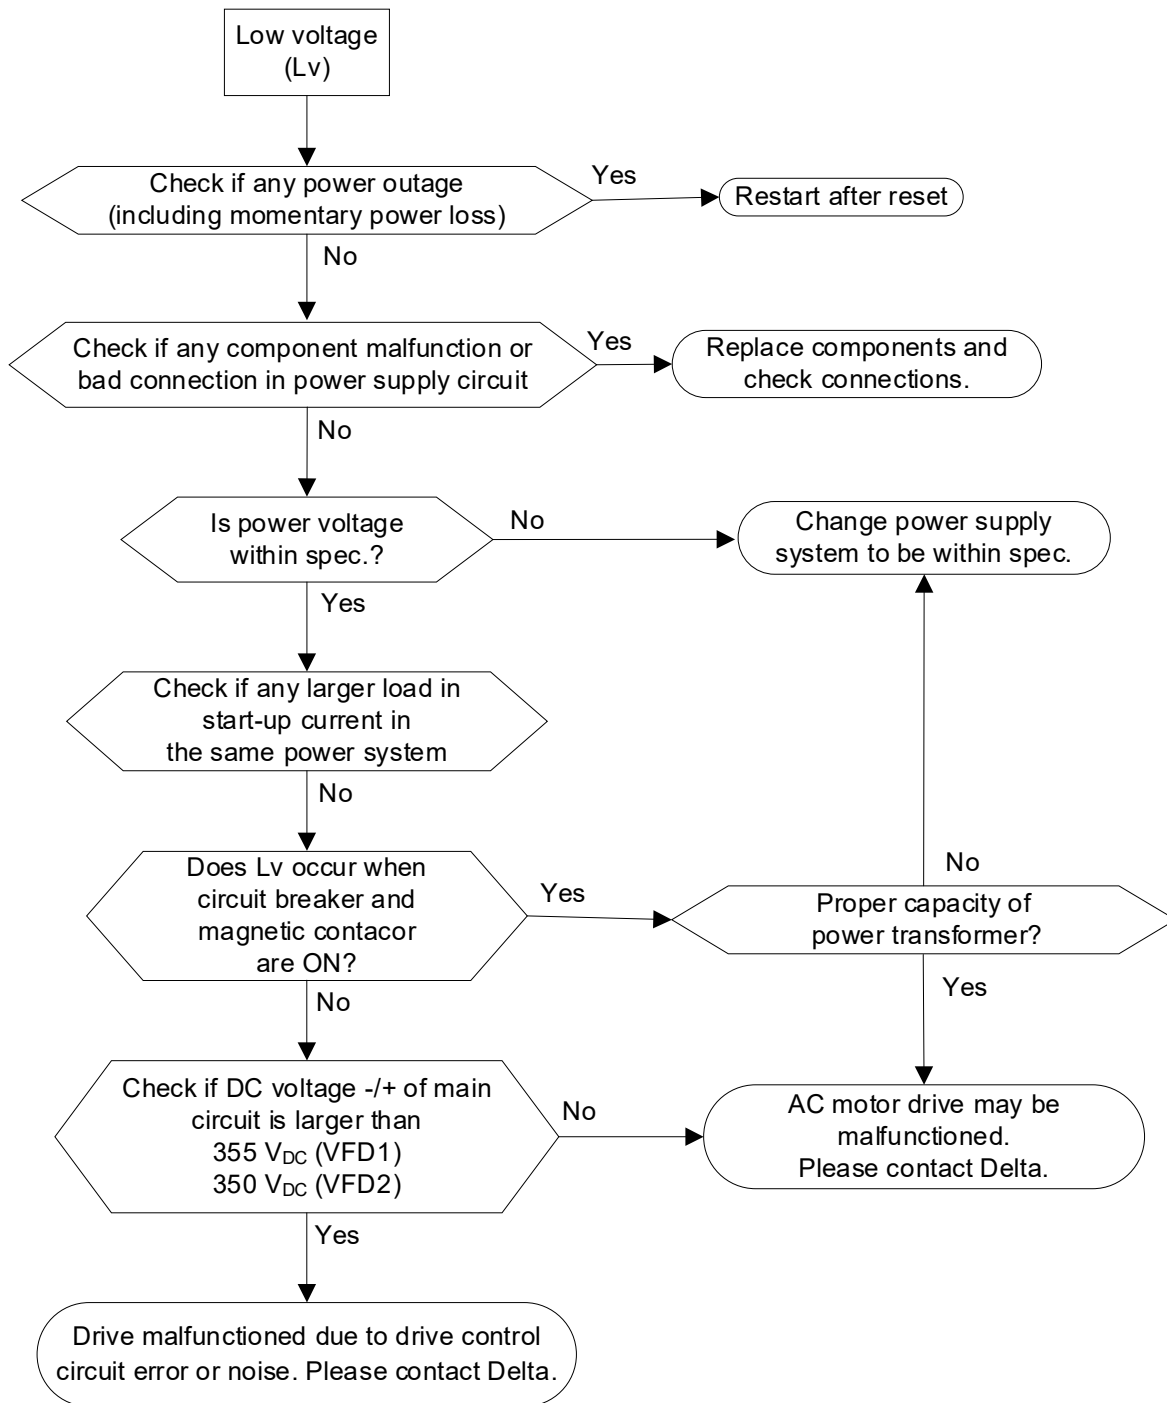 Low voltage
(Lv)
Check if any power outage
(including momentary power loss)
Yes
Restart after reset
No
Check if any component malfunction or
bad connection in power supply circuit
Yes
Replace components and
check connections.
No
Is power voltage
within spec.?
No
Change power supply
system to be within spec.
Yes
Check if any larger load in
start-up current in
the same power system
No
Does Lv occur when
circuit breaker and
magnetic contacor
are ON?
Yes
No
Proper capacity of
power transformer?
Yes
No
Check if DC voltage -/+ of main
circuit is larger than
355 VDC (VFD1)
350 VDC (VFD2)
No
AC motor drive may be
malfunctioned.
Please contact Delta.
Yes
Drive malfunctioned due to drive control
circuit error or noise. Please contact Delta.